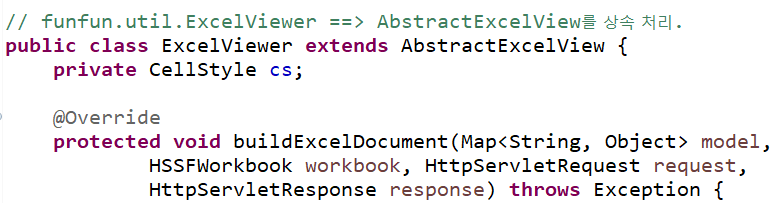 // funfun.util.ExcelViewer ==> AbstractExcelView를 상속 처리.
public class ExcelViewer extends AbstractExcelView {
    private CellStyle cs;
    @Override
    protected void buildExcelDocument(Map<String, Object> model,
            HSSFWorkbook workbook, HttpServletRequest request,
            HttpServletResponse response) throws Exception {